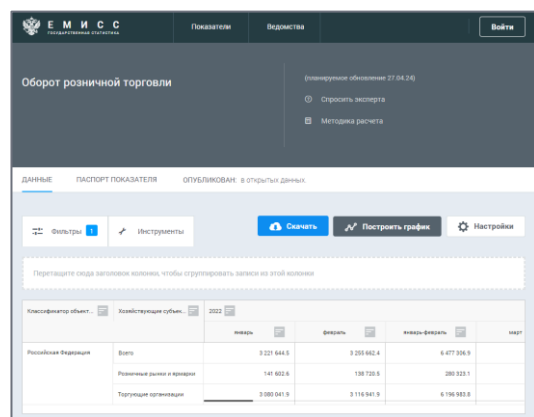 ЕМИСС
ГОСУДАРСТВЕННАЯ СТАТИСТИКА
Показатели
Ведомства
Войти
Оборот розничной торговли
(планируемое обновление 27.04.24)
Спросить эксперта
Методика расчета
ДАННЫЕ ПАСПОРТ ПОКАЗАТЕЛЯ ОПУБЛИКОВАН: в открытых данных
Фильтры 1 Инструменты Скачать Построить график Настройки
Перетащите сюда заголовок колонки, чтобы сгруппировать записи из этой колонки
Классификатор объект... Хозяйствующие субъек... 2022
январь февраль январь-февраль март
Российская Федерация Всего 3 221 644.5 3 255 662.4 6 477 306.9
Розничные рынки и ярмарки 141 602.6 138 720.5 280 323.1
Торгующие организации 3 080 041.9 3 116 941.9 6 196 983.8